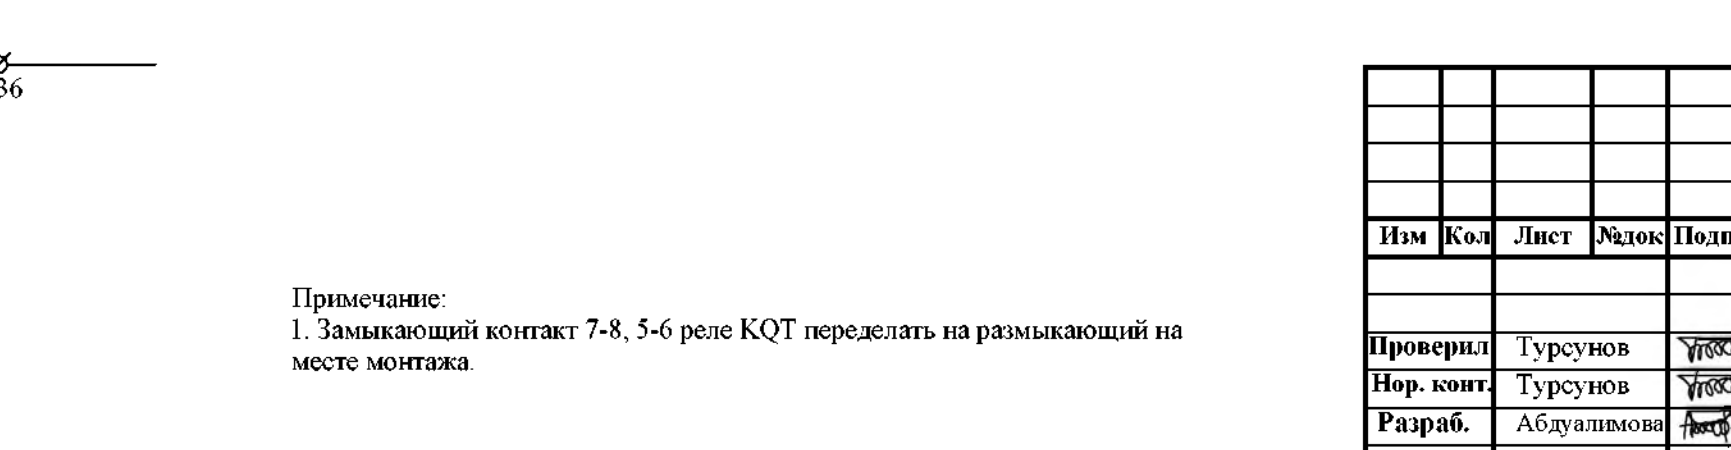 36
Примечание:
1. Замыкающий контакт 7-8, 5-6 реле KQT переделать на размыкающий на
месте монтажа.
Изм Кол Лист №док Подп
Проверил Турсунов
Нор. конт. Турсунов
Разраб. Абдуалимова